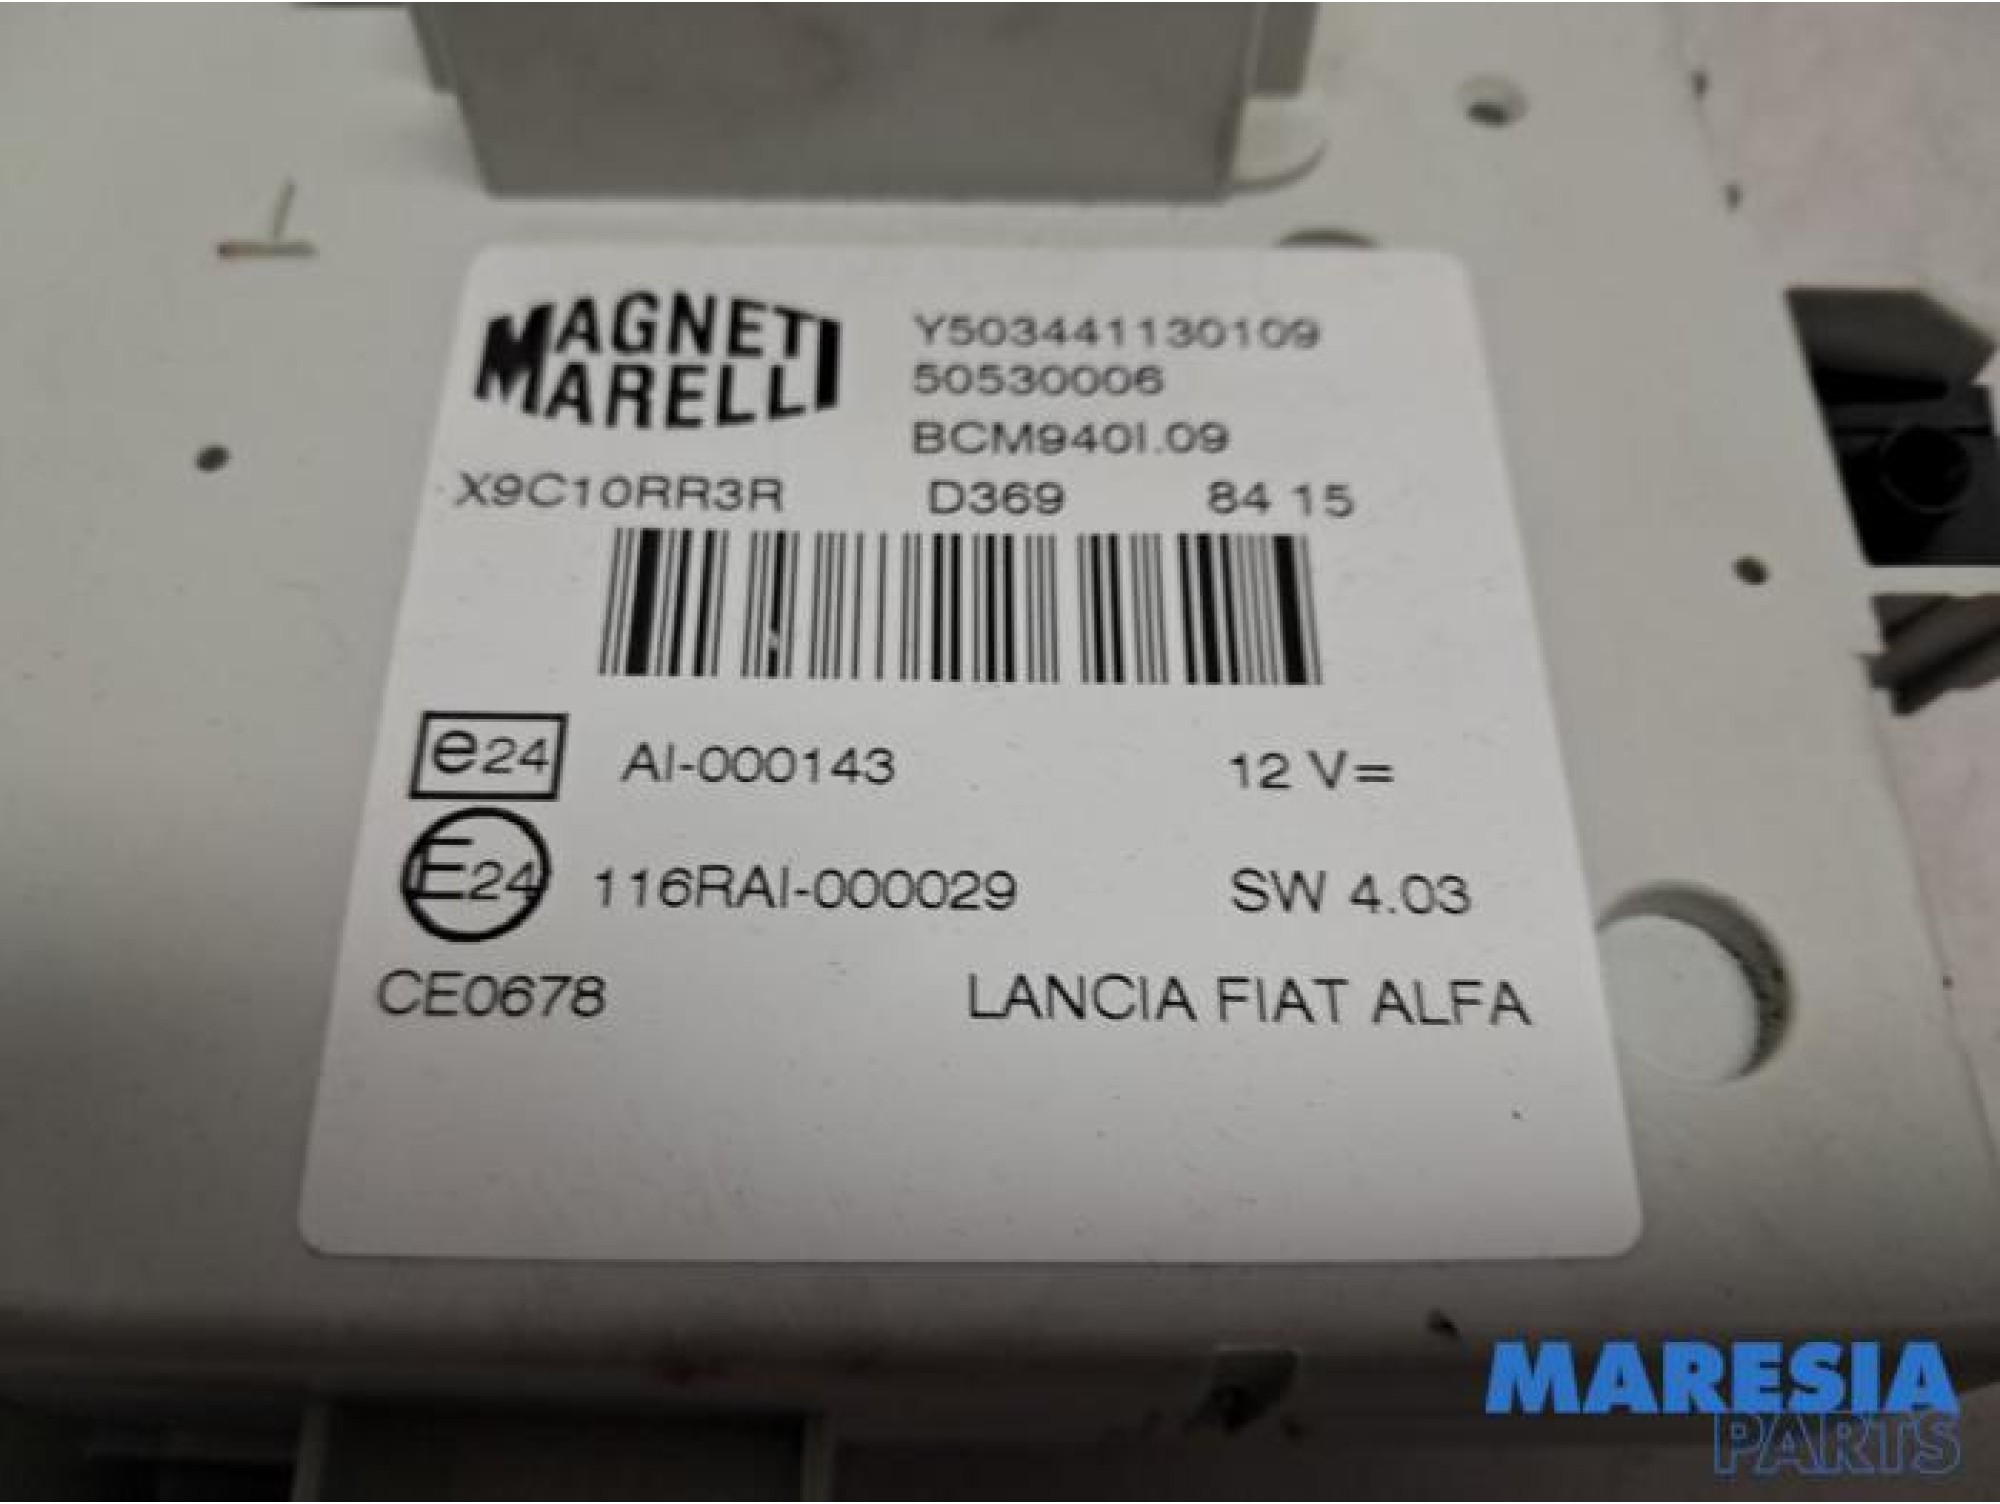 MAGNETI
MARELLI
Y503441130109
50530006
BCM940I.09
X9C10RR3R D369 84 15
e24 AI-000143 12 V=
E24 116RAI-000029 SW 4.03
CE0678 LANCIA FIAT ALFA
MARESIA
PARTS